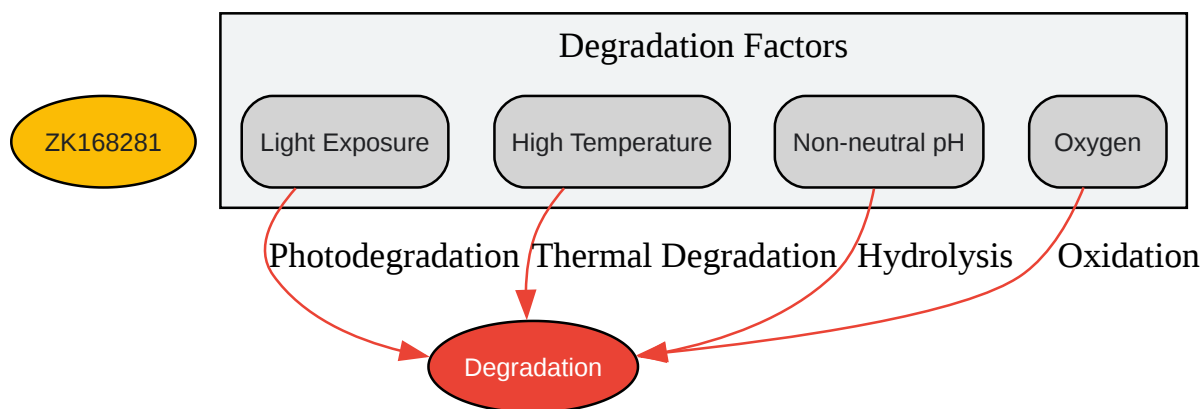 Degradation Factors
ZK168281
Light Exposure
High Temperature
Non-neutral pH
Oxygen
Photodegradation
Thermal Degradation
Hydrolysis
Oxidation
Degradation